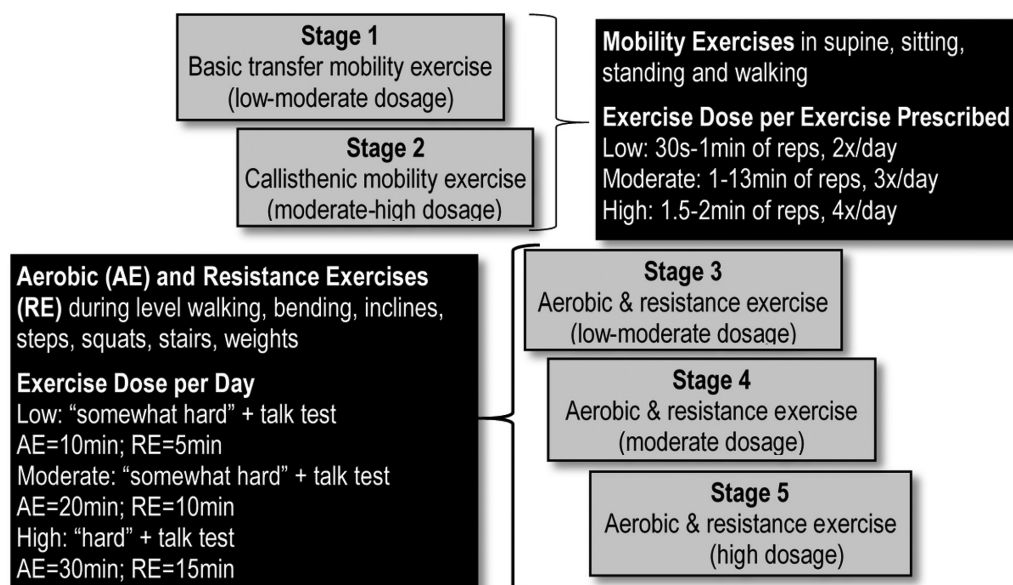 Stage 1
Basic transfer mobility exercise
(low-moderate dosage)
Stage 2
Callisthenic mobility exercise
(moderate-high dosage)
Mobility Exercises in supine, sitting,
standing and walking
Exercise Dose per Exercise Prescribed
Low: 30s-1min of reps, 2x/day
Moderate: 1-13min of reps, 3x/day
High: 1.5-2min of reps, 4x/day
Aerobic (AE) and Resistance Exercises
(RE) during level walking, bending, inclines,
steps, squats, stairs, weights
Exercise Dose per Day
Low: “somewhat hard” + talk test
AE=10min; RE=5min
Moderate: “somewhat hard” + talk test
AE=20min; RE=10min
High: “hard” + talk test
AE=30min; RE=15min
Stage 3
Aerobic & resistance exercise
(low-moderate dosage)
Stage 4
Aerobic & resistance exercise
(moderate dosage)
Stage 5
Aerobic & resistance exercise
(high dosage)